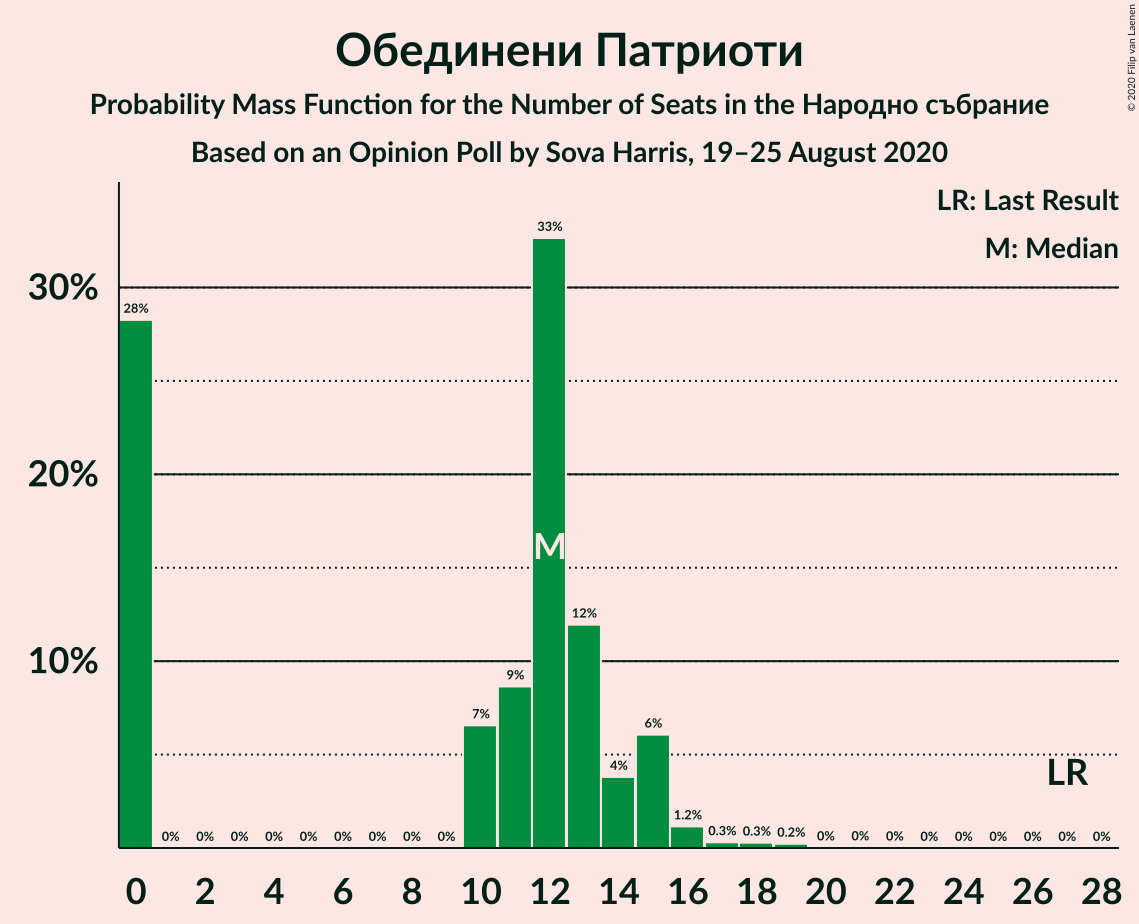 Обединени Патриоти
Probability Mass Function for the Number of Seats in the Народно събрание
Based on an Opinion Poll by Sova Harris, 19–25 August 2020
© 2020 Filip van Laenen
LR: Last Result
M: Median
33%
30%
28%
20%
M
12%
10%
9%
7%
6%
4%
LR
0% 0% 0% 0% 0% 0% 0% 0% 0% 1.2% 0.3% 0.3% 0.2% 0% 0% 0% 0% 0% 0% 0% 0% 0%
0 2 4 6 8 10 12 14 16 18 20 22 24 26 28